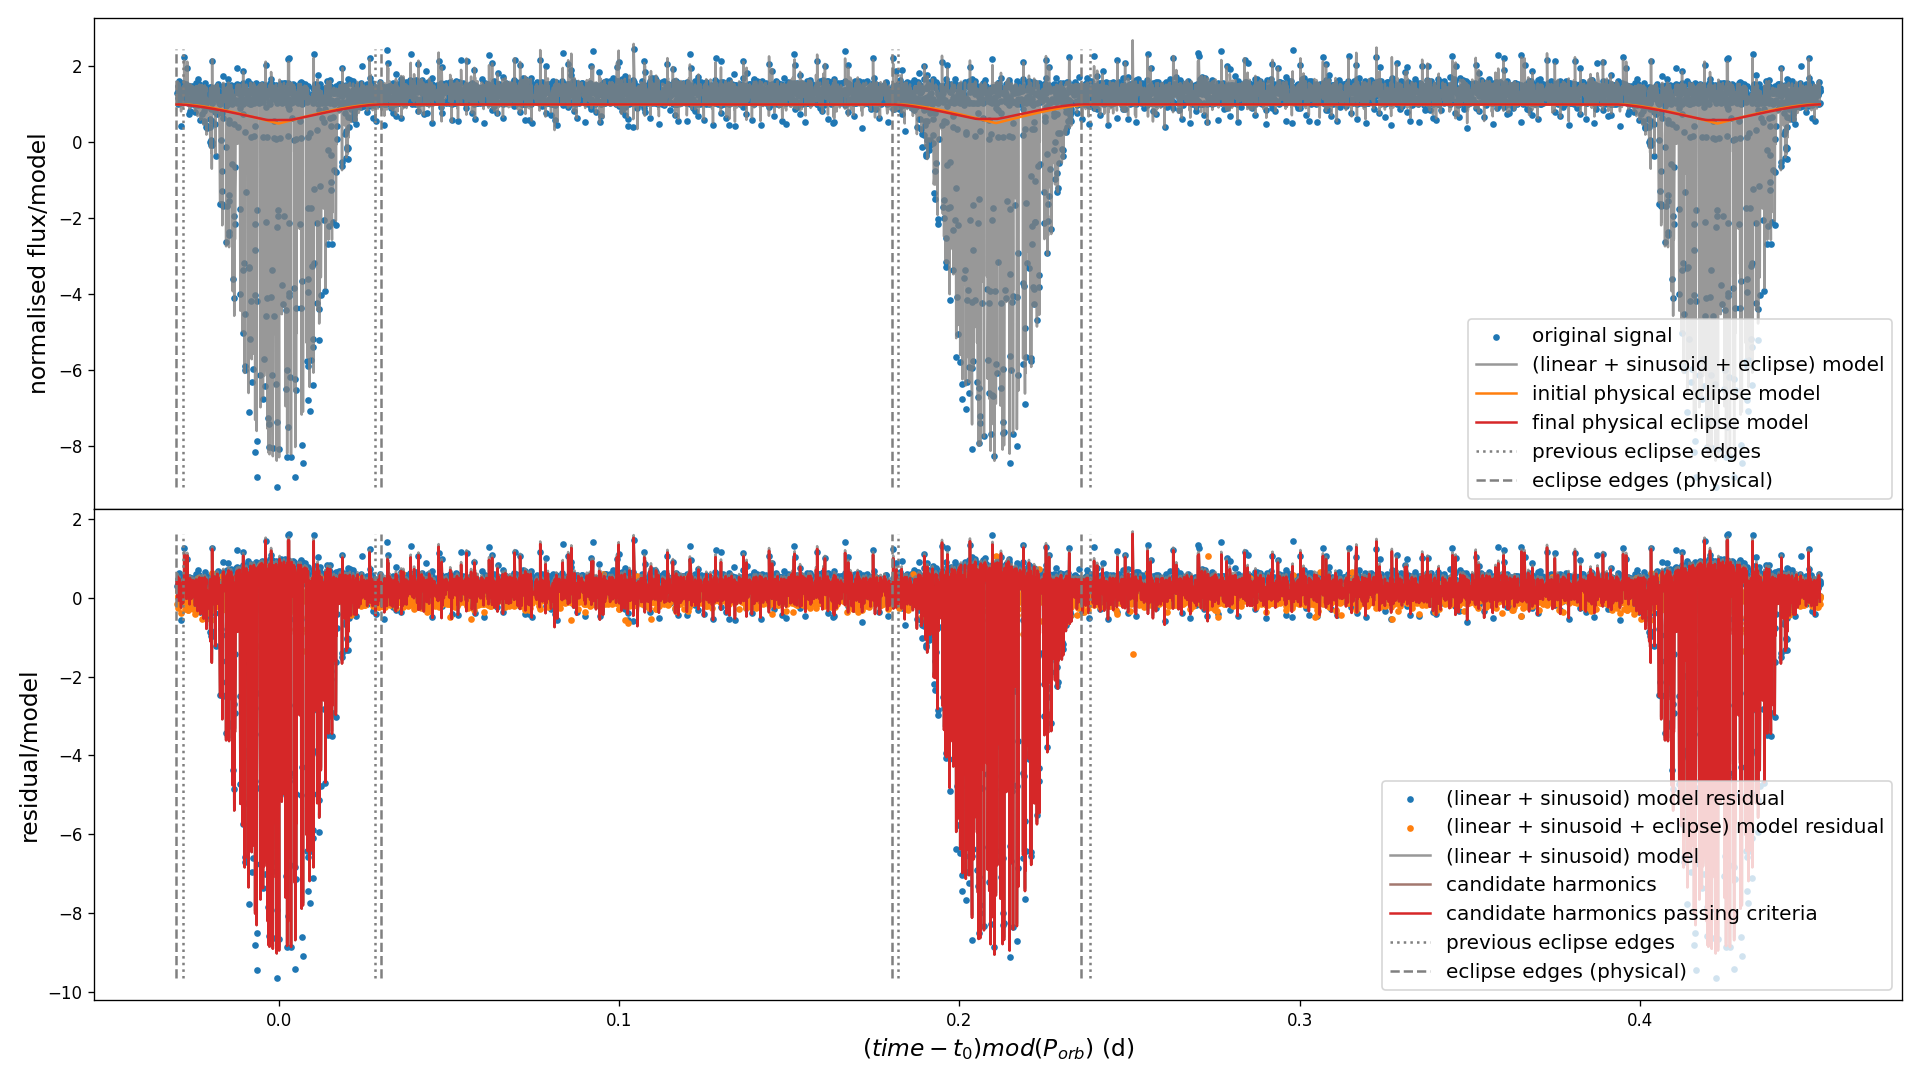 normalised flux/model
2
0
−2
−4
−6
−8
original signal
(linear + sinusoid + eclipse) model
initial physical eclipse model
final physical eclipse model
previous eclipse edges
eclipse edges (physical)
residual/model
2
0
−2
−4
−6
−8
−10
(linear + sinusoid) model residual
(linear + sinusoid + eclipse) model residual
(linear + sinusoid) model
candidate harmonics
candidate harmonics passing criteria
previous eclipse edges
eclipse edges (physical)
0.0 0.1 0.2 0.3 0.4
(time − t₀)mod(Pₒᵣb) (d)